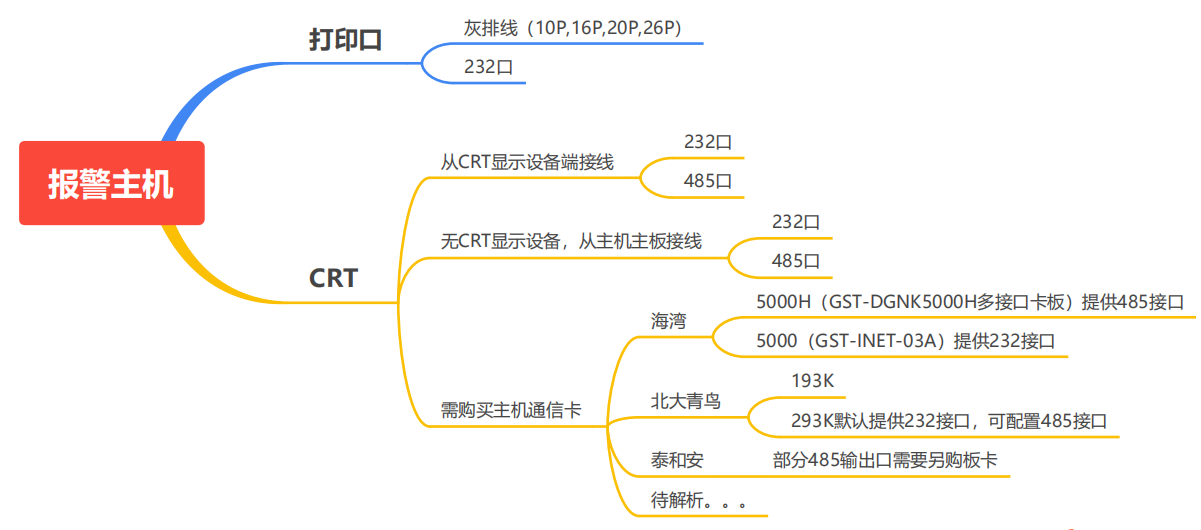 报警主机
打印口
灰排线（10P,16P,20P,26P）
232口
CRT
从CRT显示设备端接线
232口
485口
无CRT显示设备，从主机主板接线
232口
485口
需购买主机通信卡
海湾
5000H（GST-DGNK5000H多接口卡板）提供485接口
5000（GST-INET-03A）提供232接口
北大青鸟
193K
293K默认提供232接口，可配置485接口
泰和安
部分485输出口需要另购板卡
待解析。。。